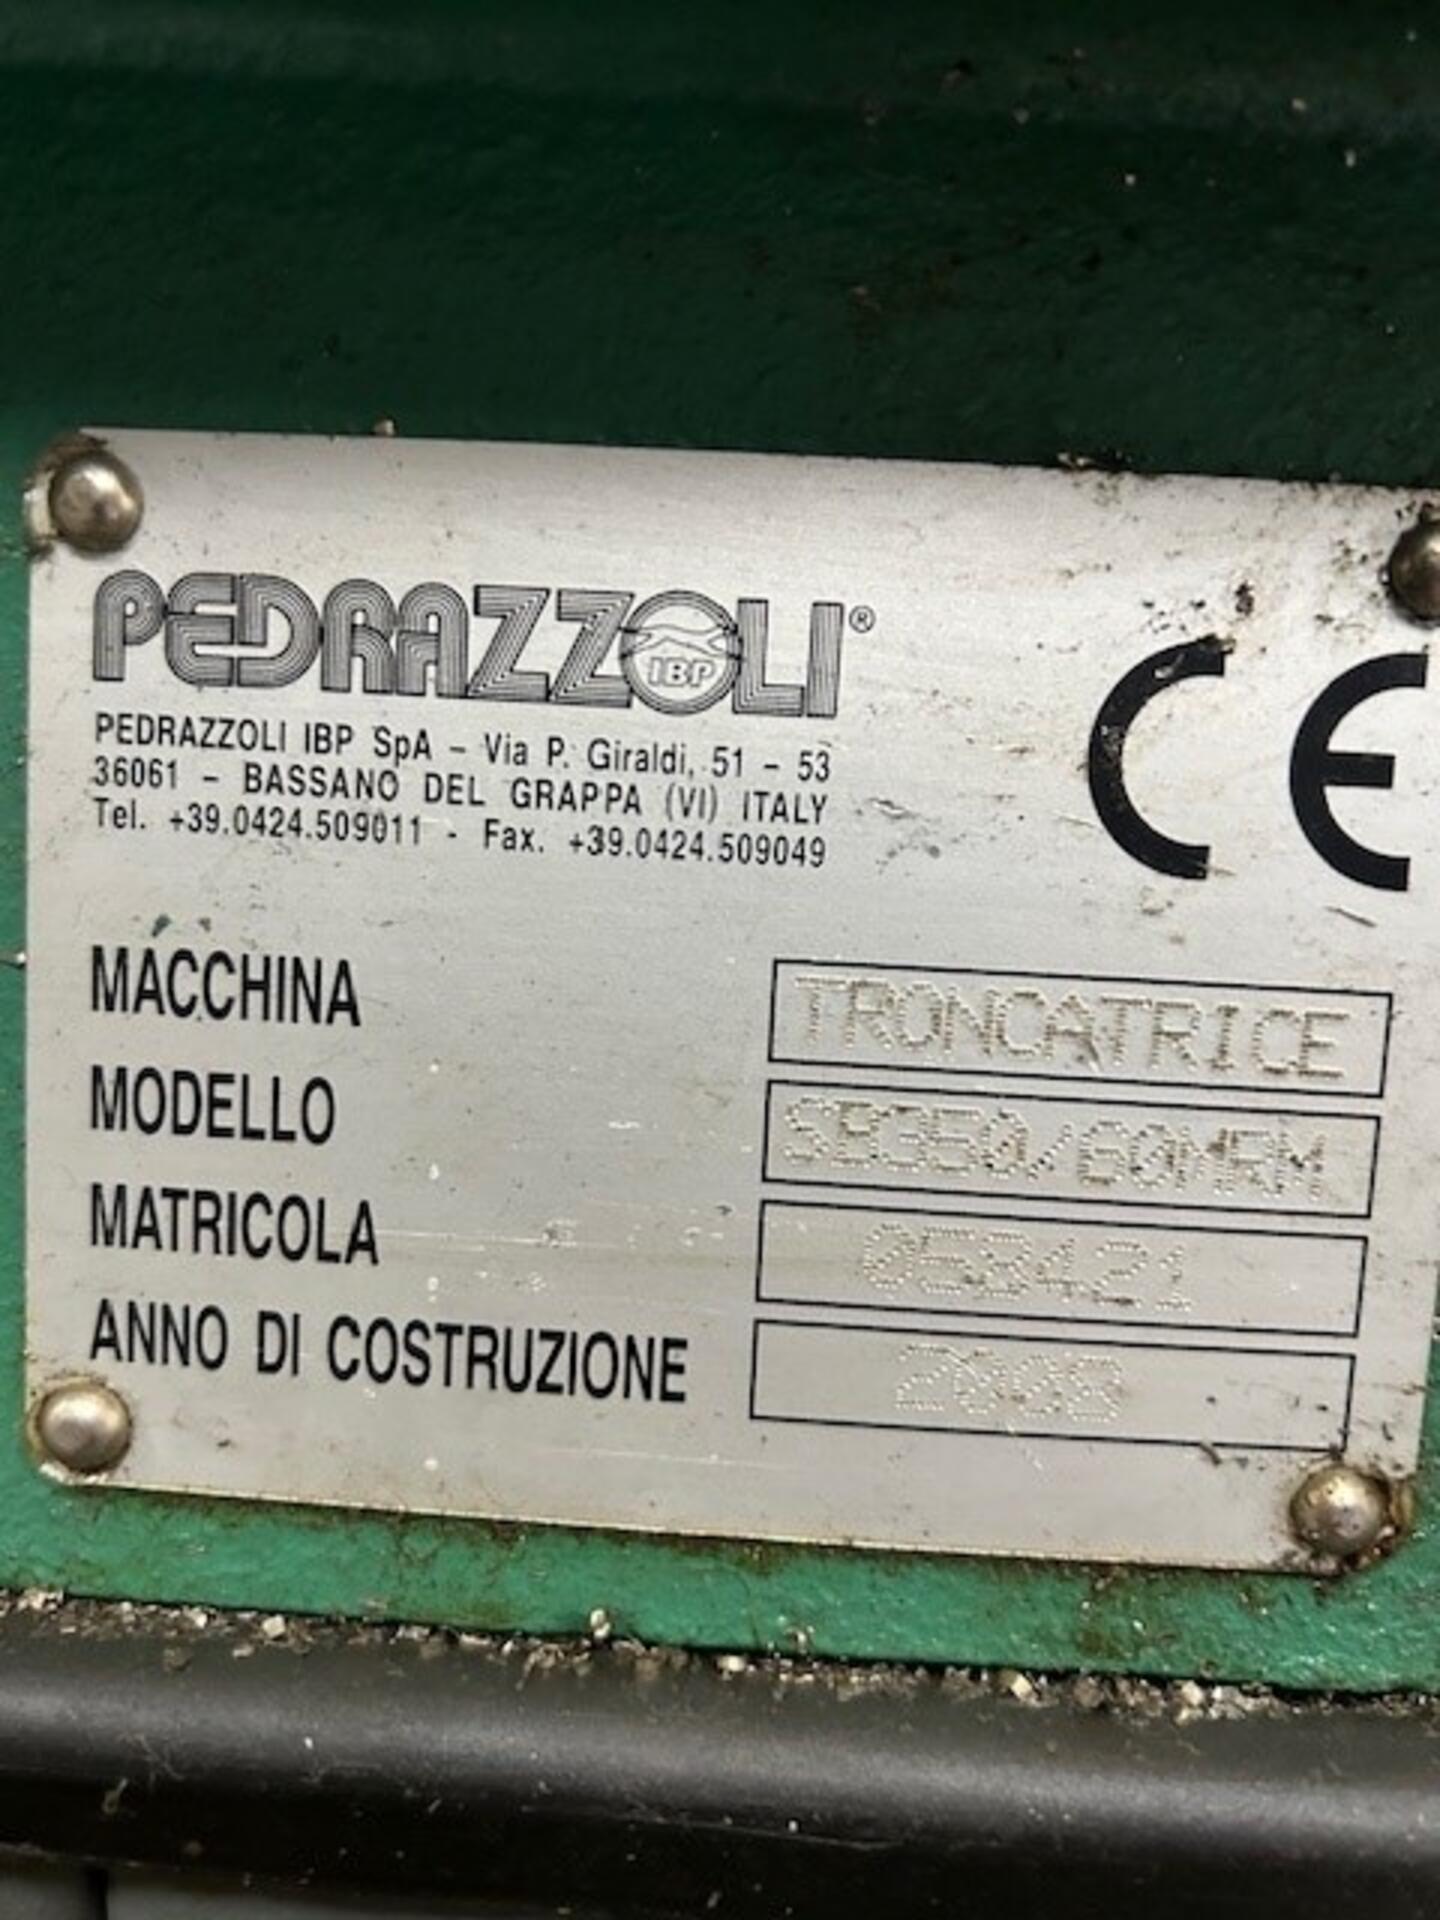 PEDRAZZOLI®
IBP
PEDRAZZOLI IBP SpA - Via P. Giraldi, 51 - 53
36061 - BASSANO DEL GRAPPA (VI) ITALY
Tel. +39.0424.509011 - Fax. +39.0424.509049
CE
MACCHINA TRONCATRICE
MODELLO SB350/60MRM
MATRICOLA 058421
ANNO DI COSTRUZIONE 2008